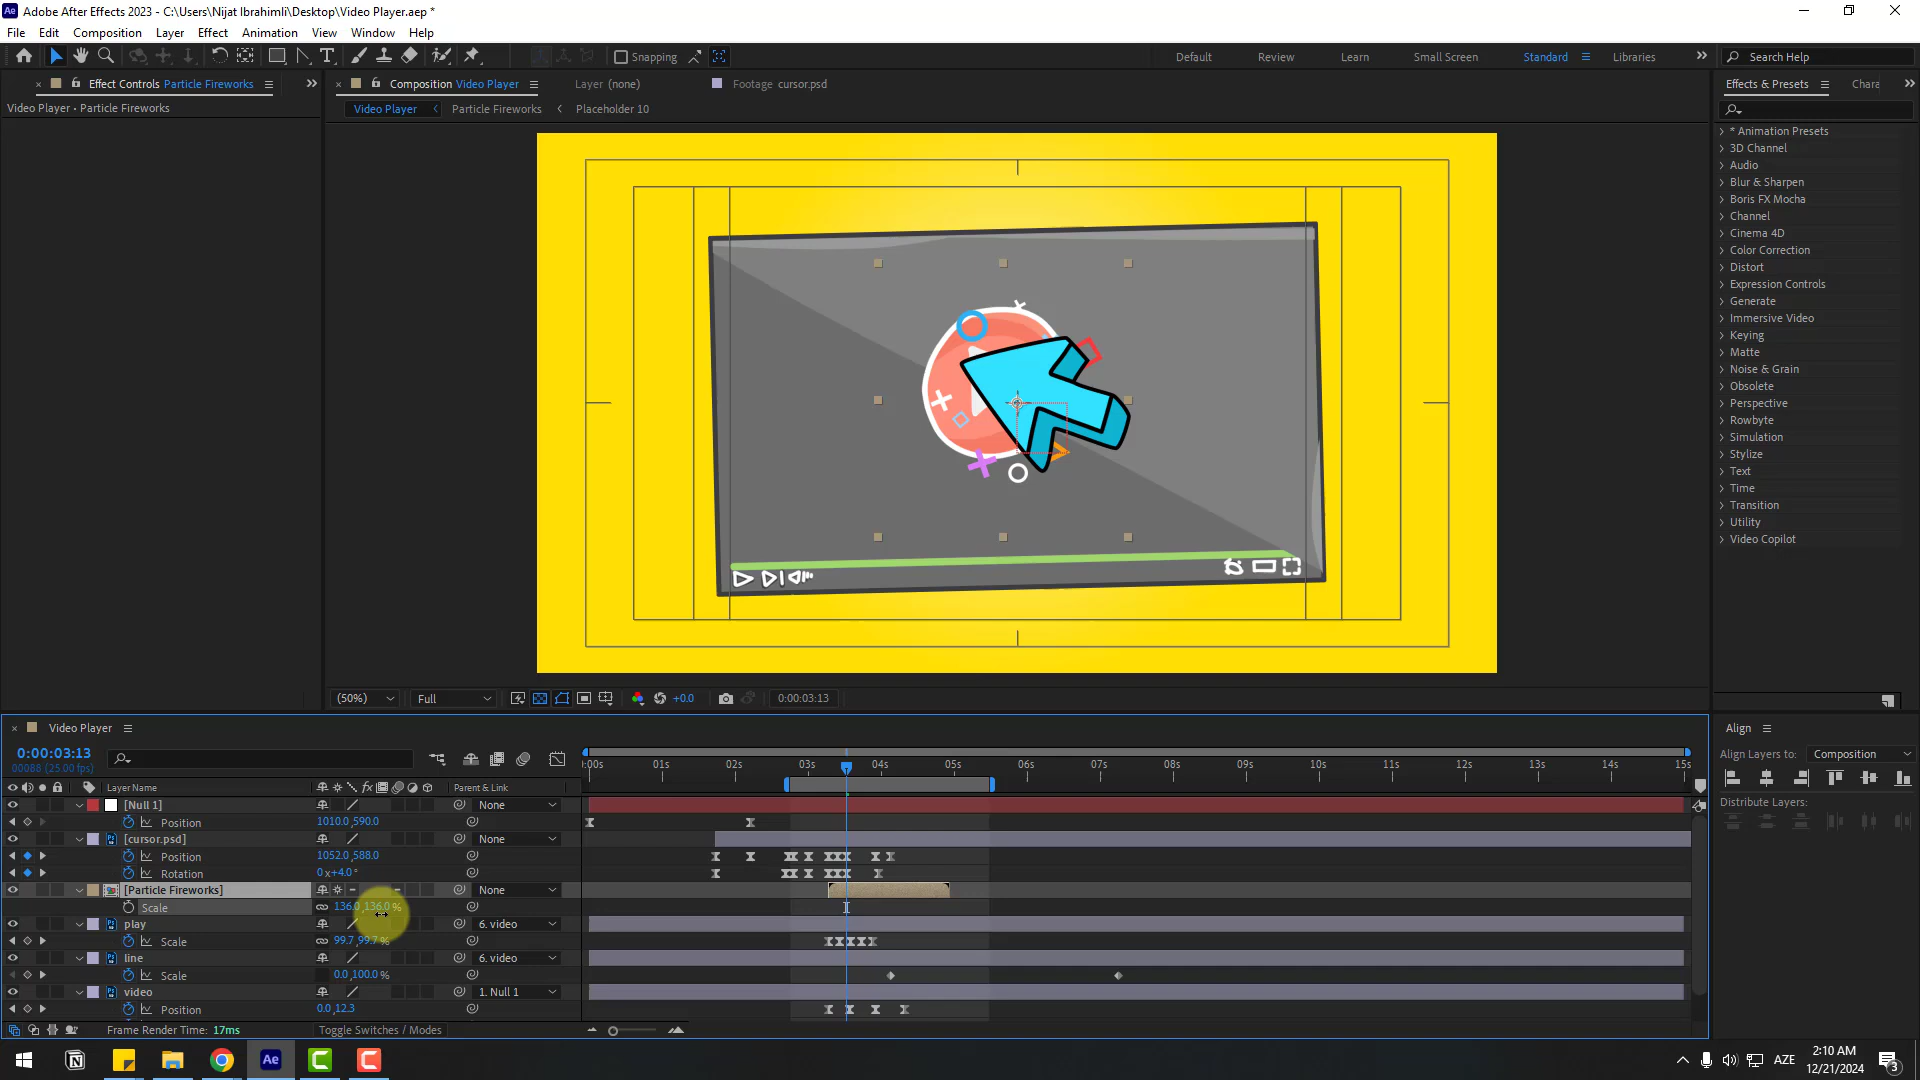 Adobe After Effects 2023 - C:\Users\Nijat Ibrahimli\Desktop\Video Player.aep *
File Edit Composition Layer Effect Animation View Window Help
Snapping
Default Review Learn Small Screen Standard Libraries Search Help
Effect Controls Particle Fireworks
Composition Video Player
Layer (none)
Footage cursor.psd
Effects & Presets
Chara
Video Player • Particle Fireworks
Video Player
Particle Fireworks
Placeholder 10
* Animation Presets
3D Channel
Audio
Blur & Sharpen
Boris FX Mocha
Channel
Cinema 4D
Color Correction
Distort
Expression Controls
Generate
Immersive Video
Keying
Matte
Noise & Grain
Obsolete
Perspective
Rowbyte
Simulation
Stylize
Text
Time
Transition
Utility
Video Copilot
(50%) Full +0.0 0:00:03:13
Video Player
0:00:03:13
00088 (25.00 fps)
:00s 01s 02s 03s 04s 05s 06s 07s 08s 09s 10s 11s 12s 13s 14s 15s
Layer Name Parent & Link
[Null 1] None
Position 1010.0,590.0
[cursor.psd] None
Position 1052.0,588.0
Rotation 0x+4.0°
[Particle Fireworks] None
Scale 136.0,136.0%
play 6. video
Scale 99.7,99.7%
line 6. video
Scale 0.0,100.0%
video 1. Null 1
Position 0.0,12.3
Frame Render Time: 17ms
Toggle Switches / Modes
Align
Align Layers to: Composition
Distribute Layers:
AZE
2:10 AM
12/21/2024
3